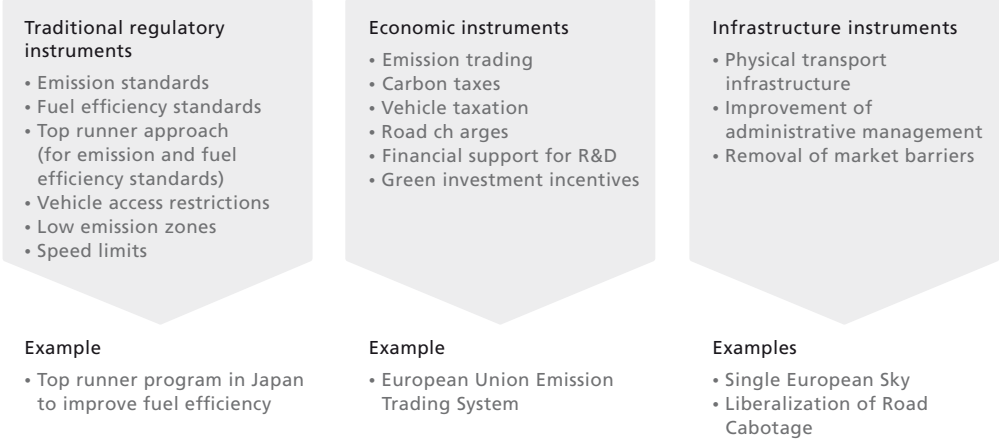 Traditional regulatory
instruments
• Emission standards
• Fuel efficiency standards
• Top runner approach
(for emission and fuel
efficiency standards)
• Vehicle access restrictions
• Low emission zones
• Speed limits
Example
• Top runner program in Japan
to improve fuel efficiency
Economic instruments
• Emission trading
• Carbon taxes
• Vehicle taxation
• Road ch arges
• Financial support for R&D
• Green investment incentives
Example
• European Union Emission
Trading System
Infrastructure instruments
• Physical transport
infrastructure
• Improvement of
administrative management
• Removal of market barriers
Examples
• Single European Sky
• Liberalization of Road
Cabotage